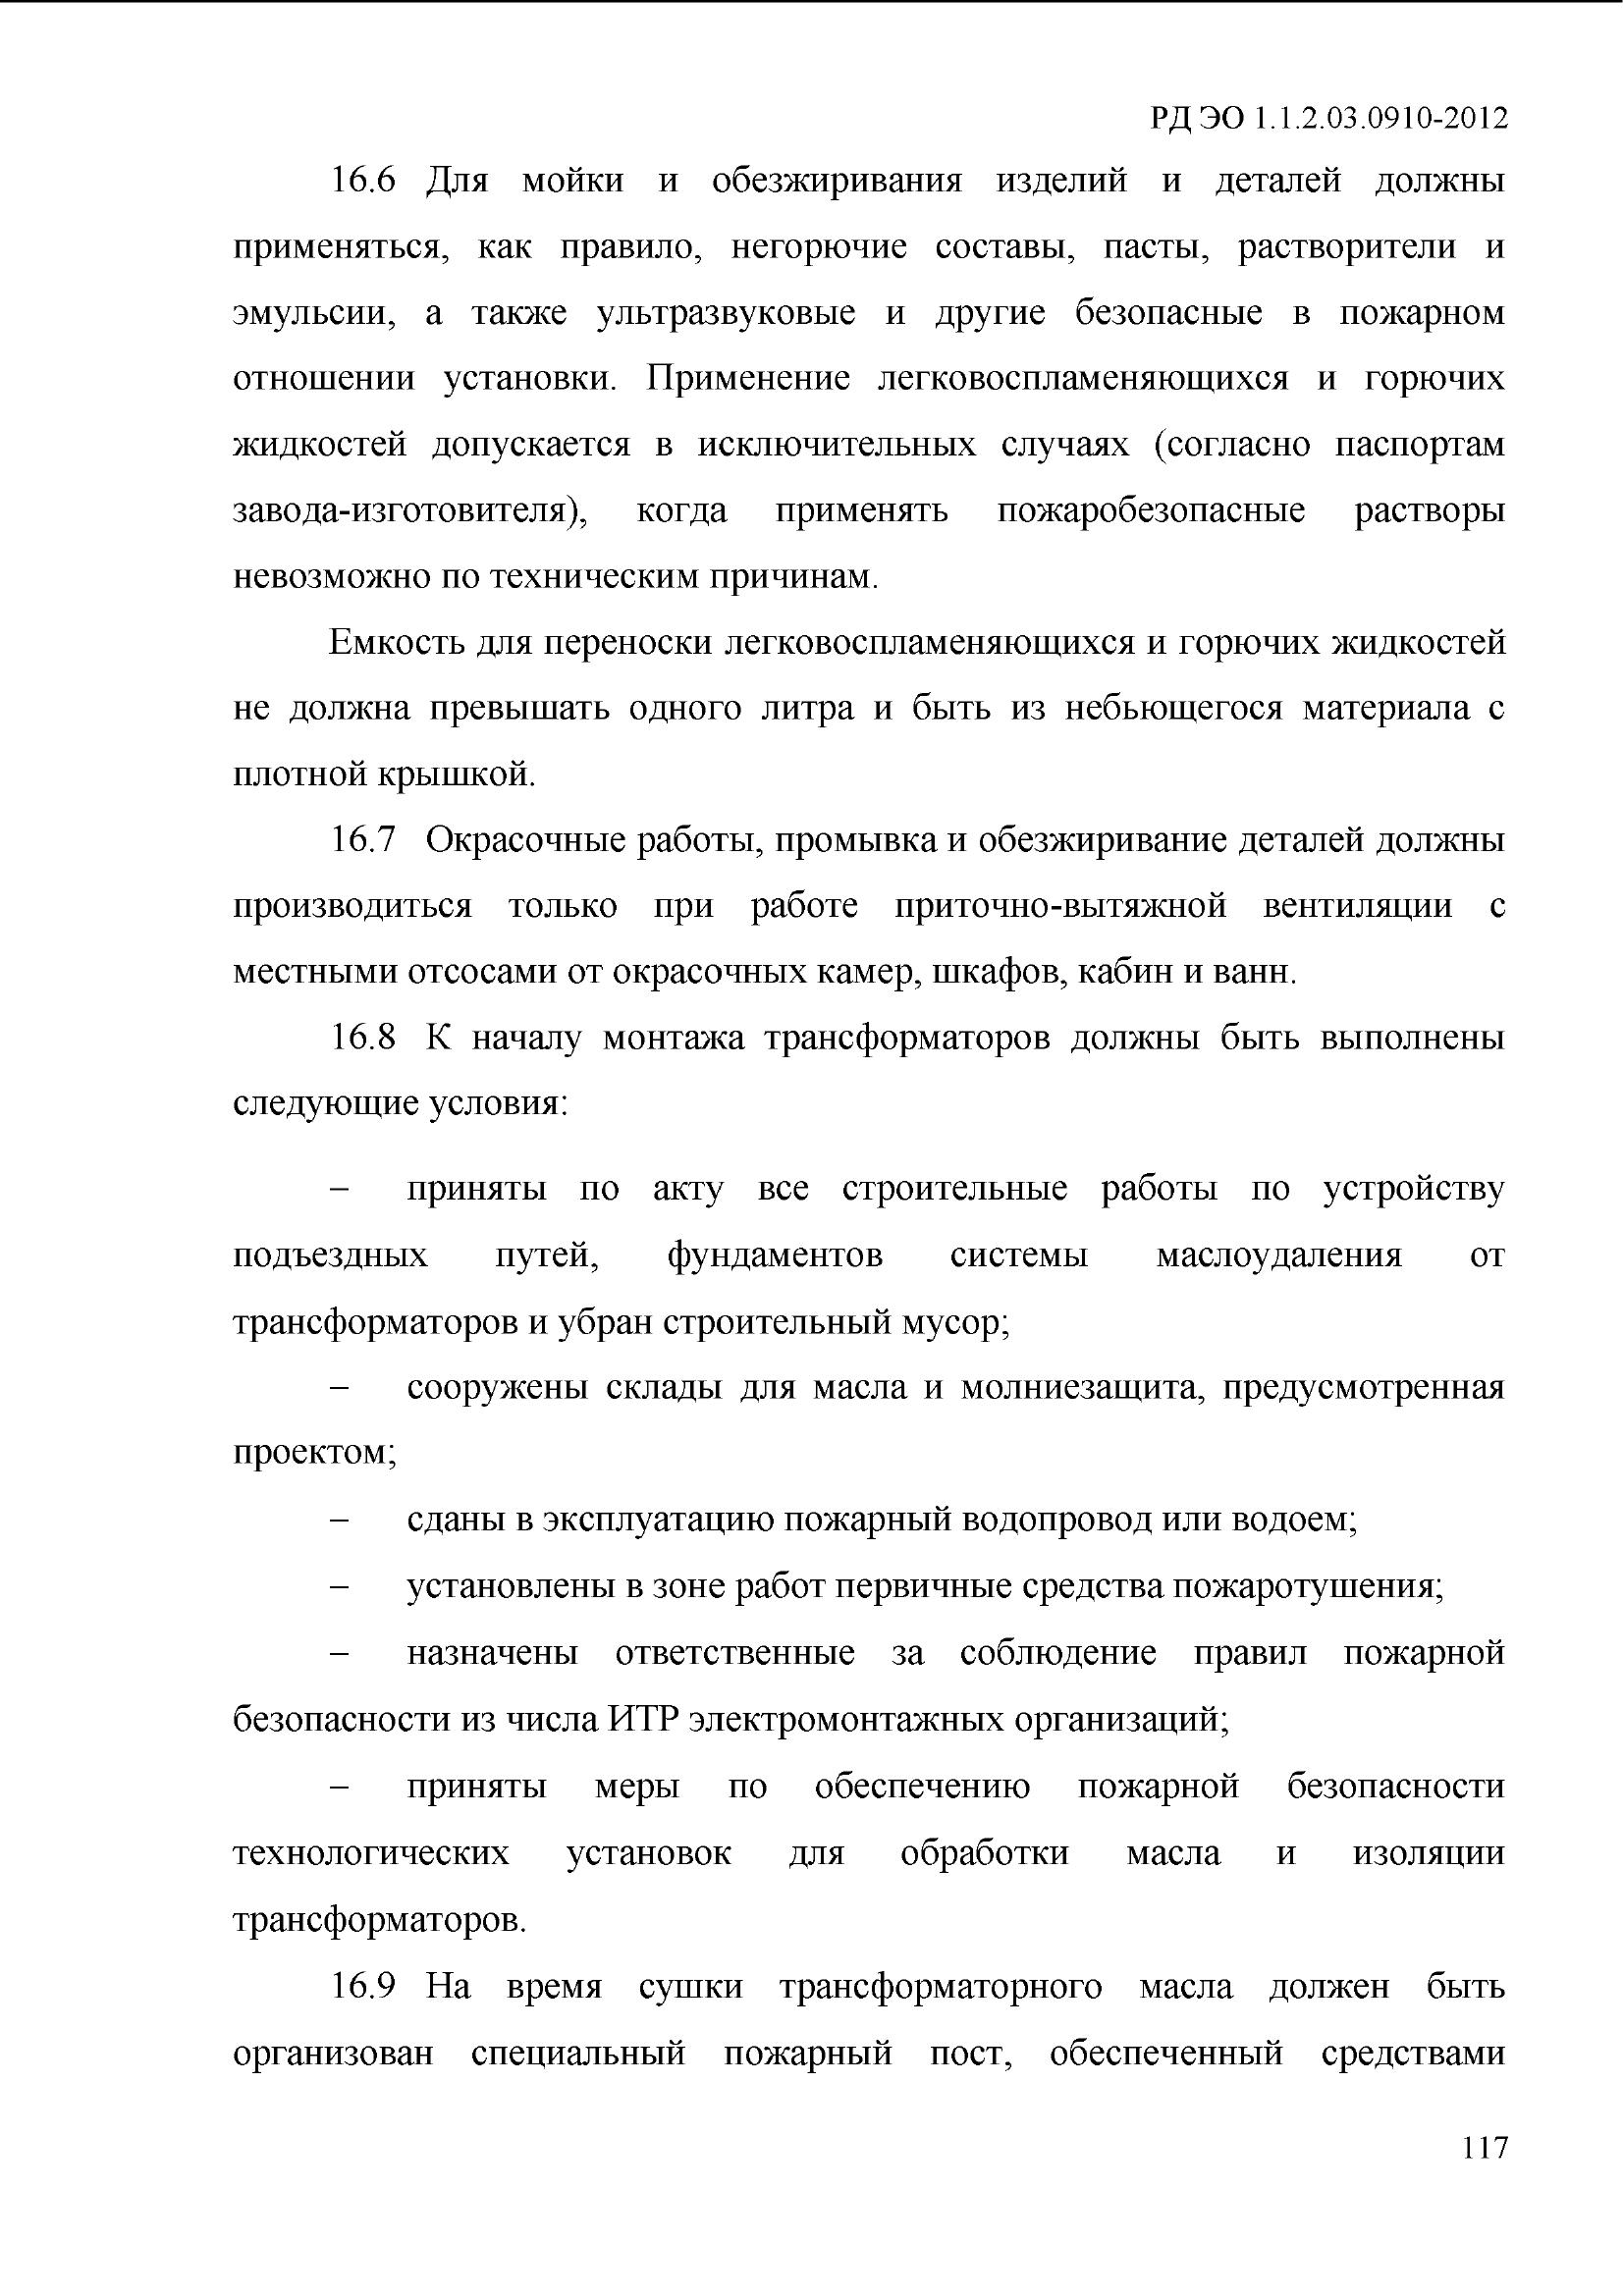 РД ЭО 1.1.2.03.0910-2012
16.6 Для мойки и обезжиривания изделий и деталей должны
применяться, как правило, негорючие составы, пасты, растворители и
эмульсии, а также ультразвуковые и другие безопасные в пожарном
отношении установки. Применение легковоспламеняющихся и горючих
жидкостей допускается в исключительных случаях (согласно паспортам
завода-изготовителя), когда применять пожаробезопасные растворы
невозможно по техническим причинам.
Емкость для переноски легковоспламеняющихся и горючих жидкостей
не должна превышать одного литра и быть из небьющегося материала с
плотной крышкой.
16.7 Окрасочные работы, промывка и обезжиривание деталей должны
производиться только при работе приточно-вытяжной вентиляции с
местными отсосами от окрасочных камер, шкафов, кабин и ванн.
16.8 К началу монтажа трансформаторов должны быть выполнены
следующие условия:
– приняты по акту все строительные работы по устройству
подъездных путей, фундаментов системы маслоудаления от
трансформаторов и убран строительный мусор;
– сооружены склады для масла и молниезащита, предусмотренная
проектом;
– сданы в эксплуатацию пожарный водопровод или водоем;
– установлены в зоне работ первичные средства пожаротушения;
– назначены ответственные за соблюдение правил пожарной
безопасности из числа ИТР электромонтажных организаций;
– приняты меры по обеспечению пожарной безопасности
технологических установок для обработки масла и изоляции
трансформаторов.
16.9 На время сушки трансформаторного масла должен быть
организован специальный пожарный пост, обеспеченный средствами
117